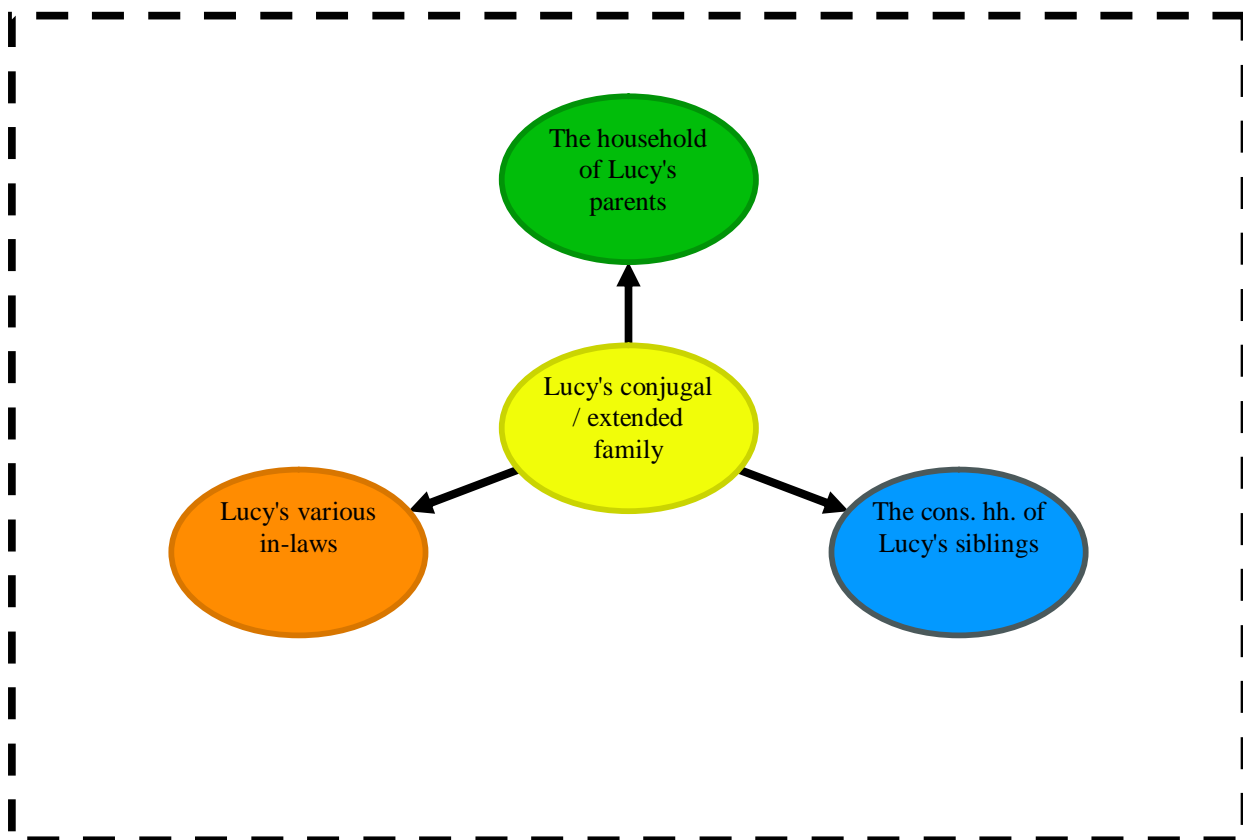 The household
of Lucy's
parents
Lucy's conjugal
/ extended
family
Lucy's various
in-laws
The cons. hh. of
Lucy's siblings